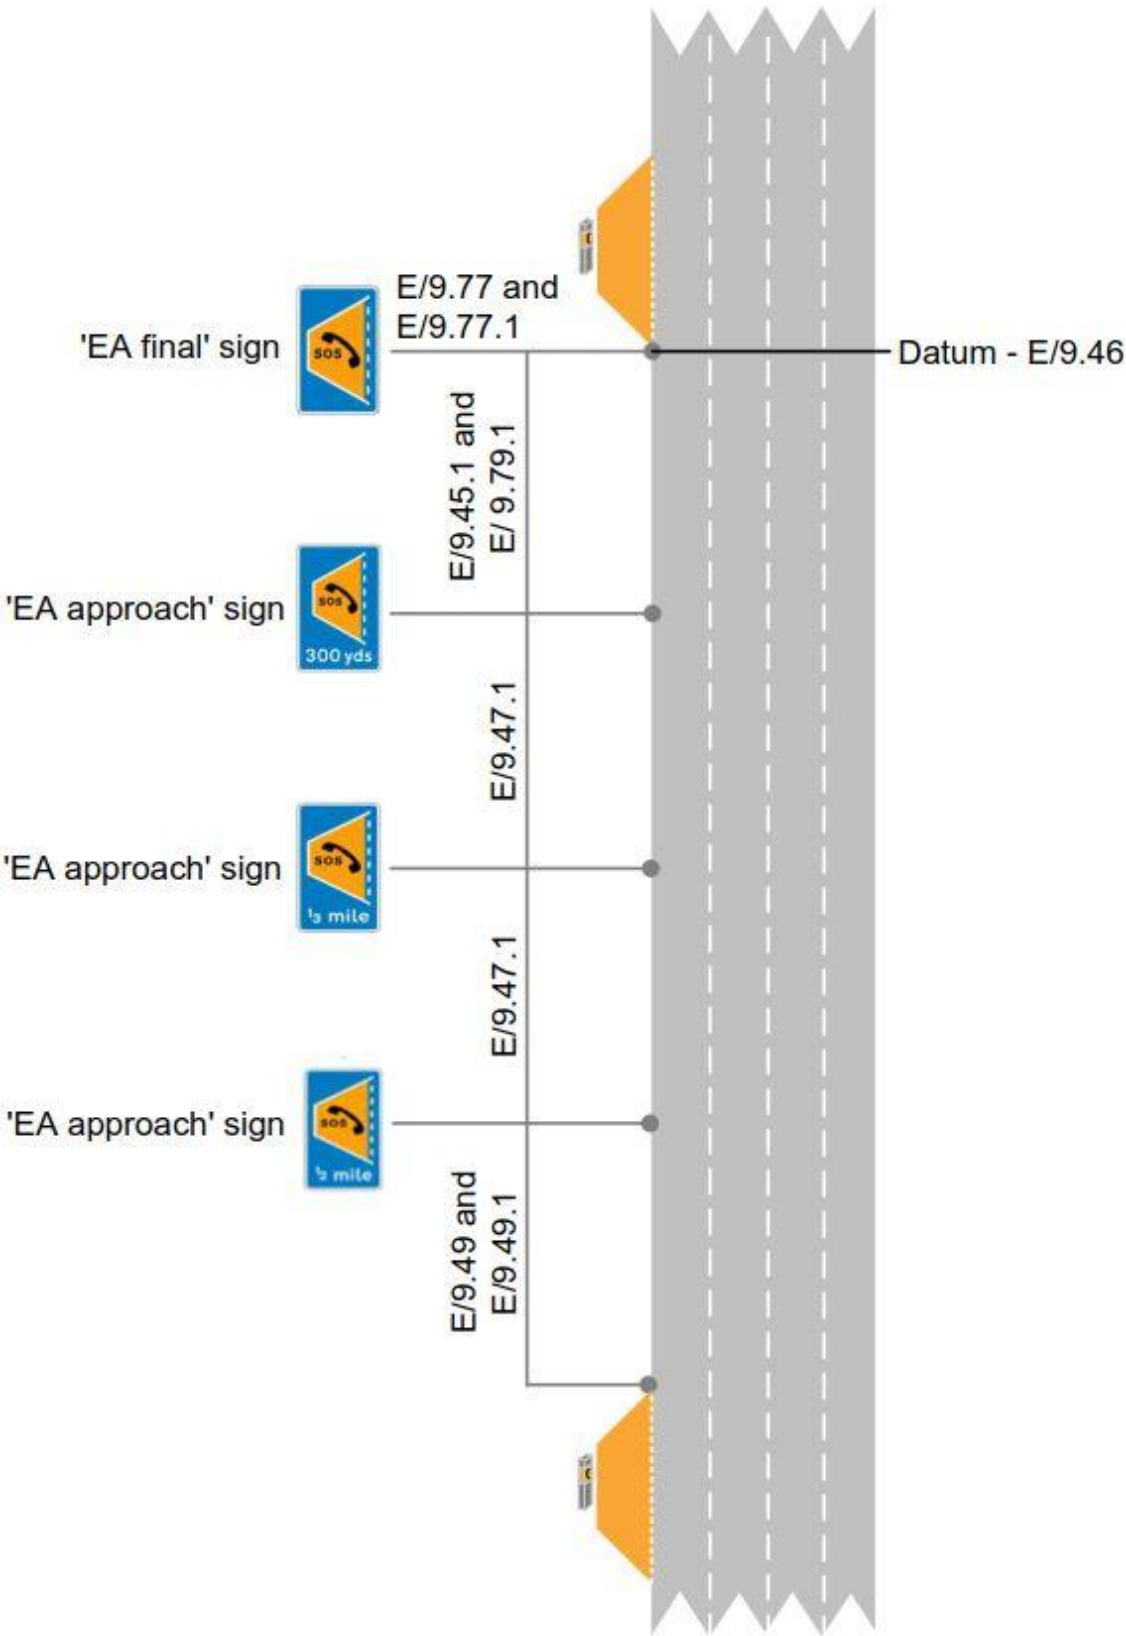 E/9.77 and
E/9.77.1
'EA final' sign
sos
Datum - E/9.46
E/9.45.1 and
E/ 9.79.1
'EA approach' sign
sos
300 yds
E/9.47.1
'EA approach' sign
sos
1/3 mile
E/9.47.1
'EA approach' sign
sos
1/2 mile
E/9.49 and
E/9.49.1